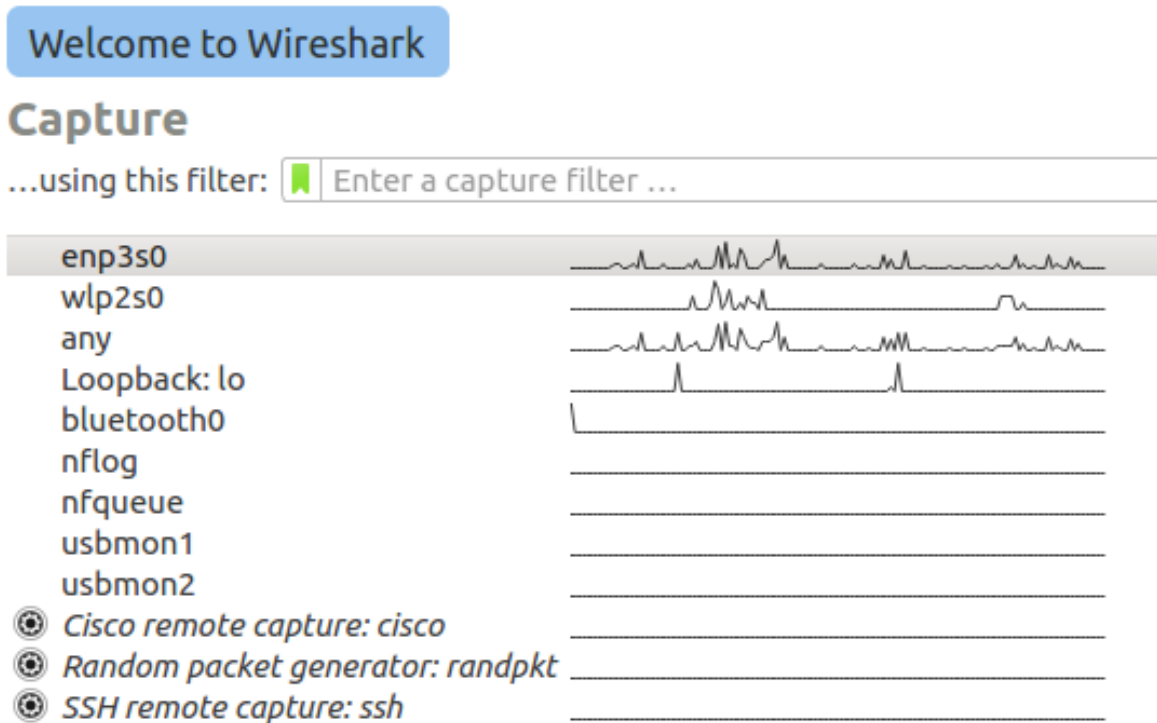 Welcome to Wireshark
Capture
...using this filter: Enter a capture filter ...
enp3s0
wlp2s0
any
Loopback: lo
bluetooth0
nflog
nfqueue
usbmon1
usbmon2
Cisco remote capture: cisco
Random packet generator: randpkt
SSH remote capture: ssh